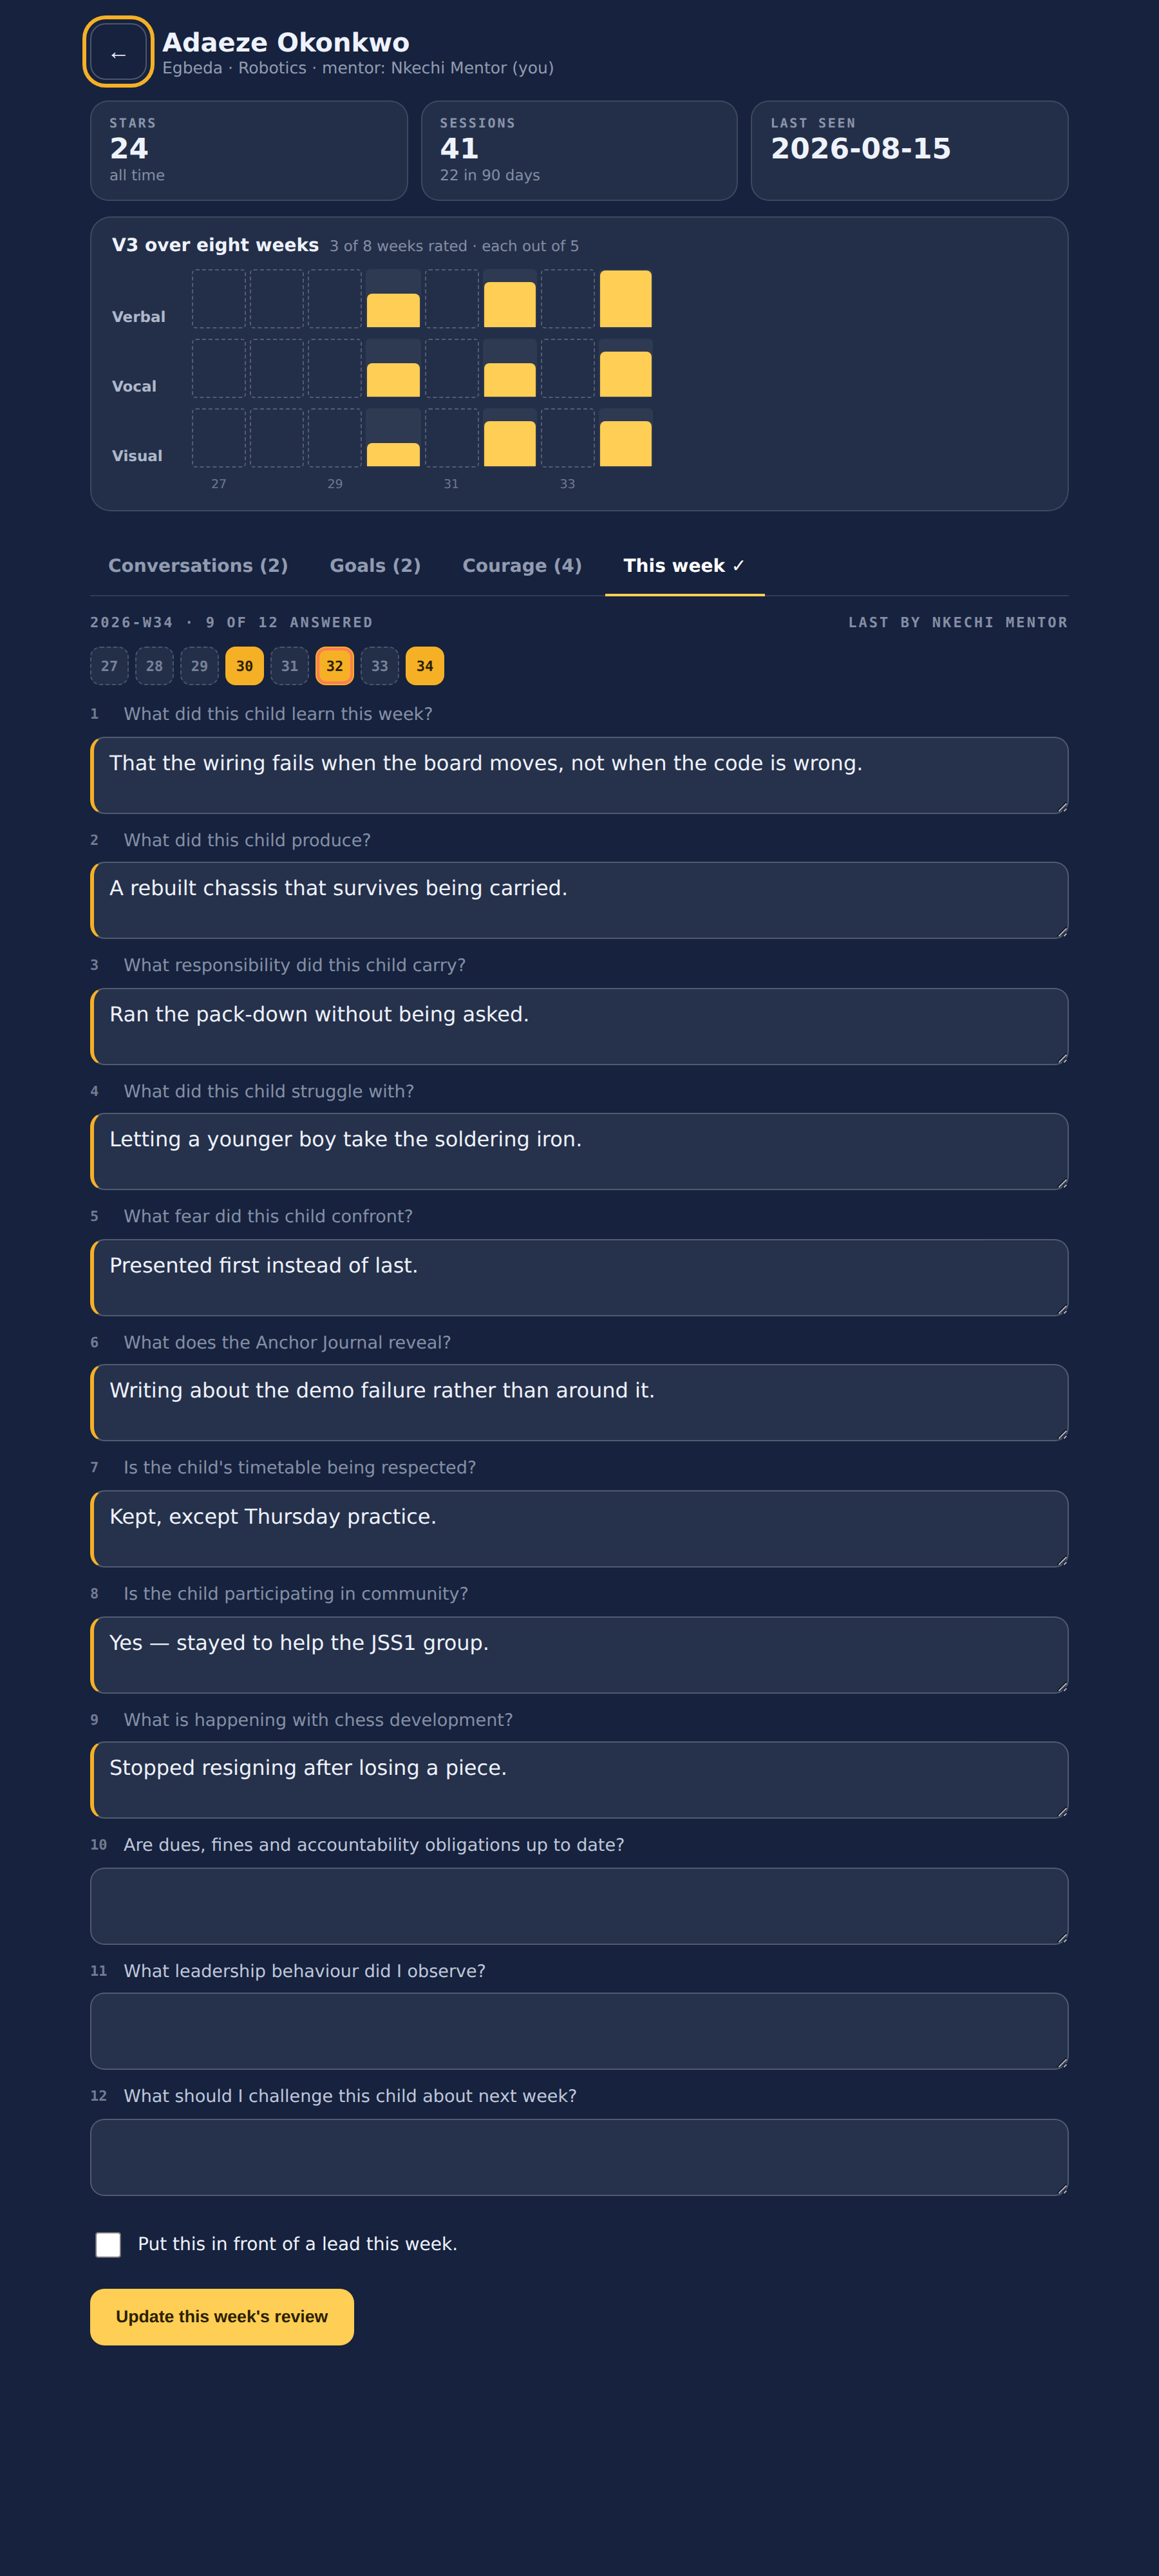 ←
Adaeze Okonkwo
Egbeda · Robotics · mentor: Nkechi Mentor (you)
STARS
24
all time
SESSIONS
41
22 in 90 days
LAST SEEN
2026-08-15
V3 over eight weeks 3 of 8 weeks rated · each out of 5
Verbal
Vocal
Visual
27 29 31 33
Conversations (2) Goals (2) Courage (4) This week ✓
2026-W34 · 9 OF 12 ANSWERED LAST BY NKECHI MENTOR
27 28 29 30 31 32 33 34
1 What did this child learn this week?
That the wiring fails when the board moves, not when the code is wrong.
2 What did this child produce?
A rebuilt chassis that survives being carried.
3 What responsibility did this child carry?
Ran the pack-down without being asked.
4 What did this child struggle with?
Letting a younger boy take the soldering iron.
5 What fear did this child confront?
Presented first instead of last.
6 What does the Anchor Journal reveal?
Writing about the demo failure rather than around it.
7 Is the child's timetable being respected?
Kept, except Thursday practice.
8 Is the child participating in community?
Yes — stayed to help the JSS1 group.
9 What is happening with chess development?
Stopped resigning after losing a piece.
10 Are dues, fines and accountability obligations up to date?
11 What leadership behaviour did I observe?
12 What should I challenge this child about next week?
Put this in front of a lead this week.
Update this week's review